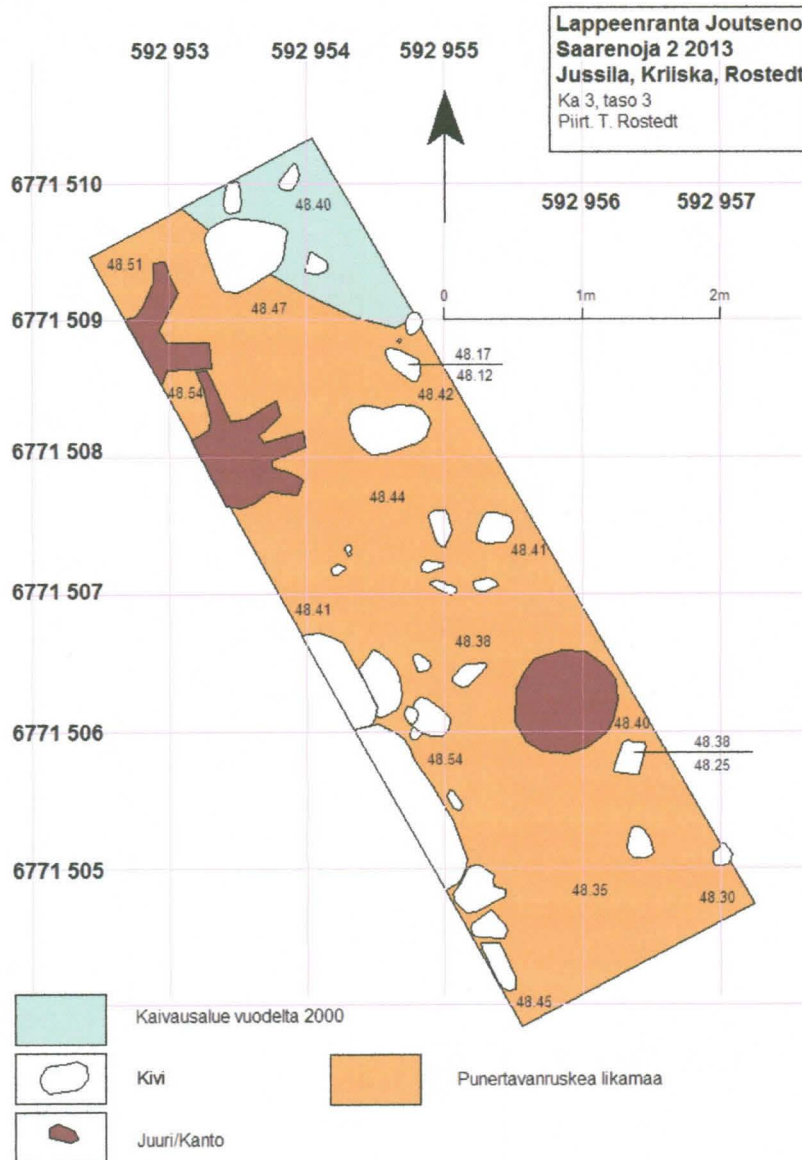 Lappeenranta Joutseno
Saarenoja 2 2013
Jussila, Kriiska, Rostedt
Ka 3, taso 3
Piirt. T. Rostedt
592 953
592 954
592 955
6771 510
592 956
592 957
48.40
48.51
48.47
0
1m
2m
6771 509
48.17
48.12
48.54
48.42
6771 508
48.44
48.41
6771 507
48.41
48.38
48.40
6771 506
48.38
48.25
48.54
6771 505
48.35
48.30
48.45
Kaivausalue vuodelta 2000
Kivi
Punertavanruskea likamaa
Juuri/Kanto